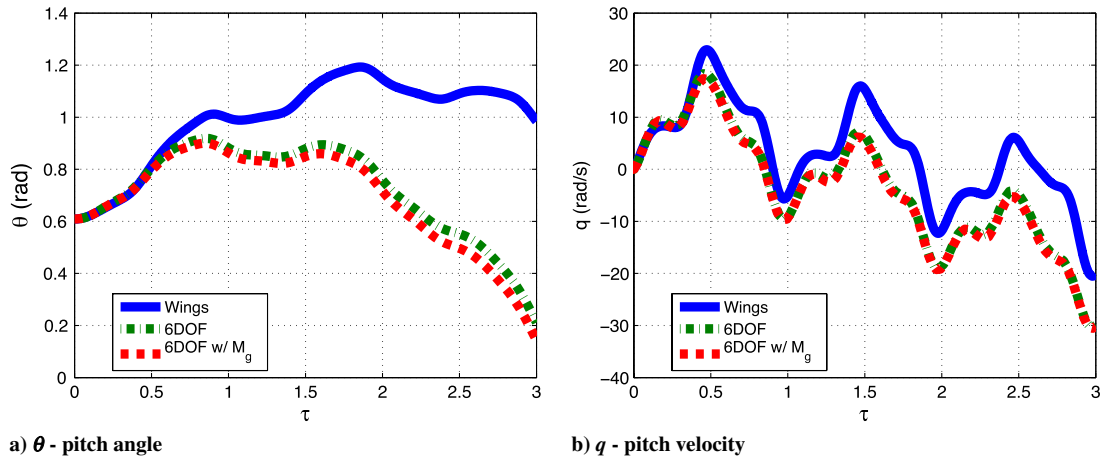 1.4
1.2
1
0.8
0.6
0.4
0.2
0
θ (rad)
Wings
6DOF
6DOF w/ M_g
0 0.5 1 1.5 2 2.5 3
τ
a) θ - pitch angle
30
20
10
0
−10
−20
−30
−40
q (rad/s)
Wings
6DOF
6DOF w/ M_g
0 0.5 1 1.5 2 2.5 3
τ
b) q - pitch velocity